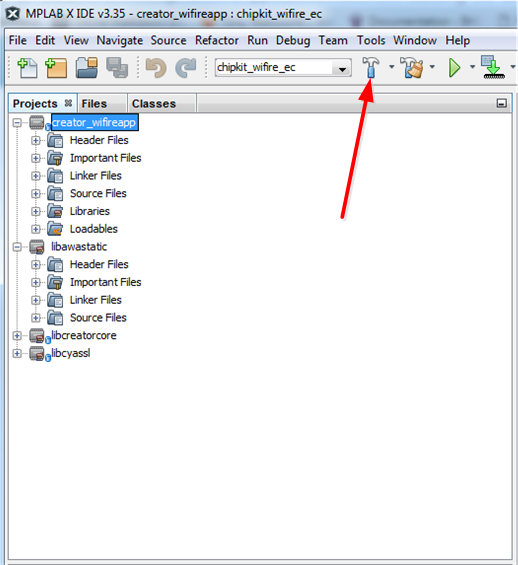 MPLAB X IDE v3.35 - creator_wifireapp : chipkit_wifire_ec
File Edit View Navigate Source Refactor Run Debug Team Tools Window Help
chipkit_wifire_ec
Projects Files Classes
creator_wifireapp
Header Files
Important Files
Linker Files
Source Files
Libraries
Loadables
libawastatic
Header Files
Important Files
Linker Files
Source Files
libcreatorcore
libcyassl